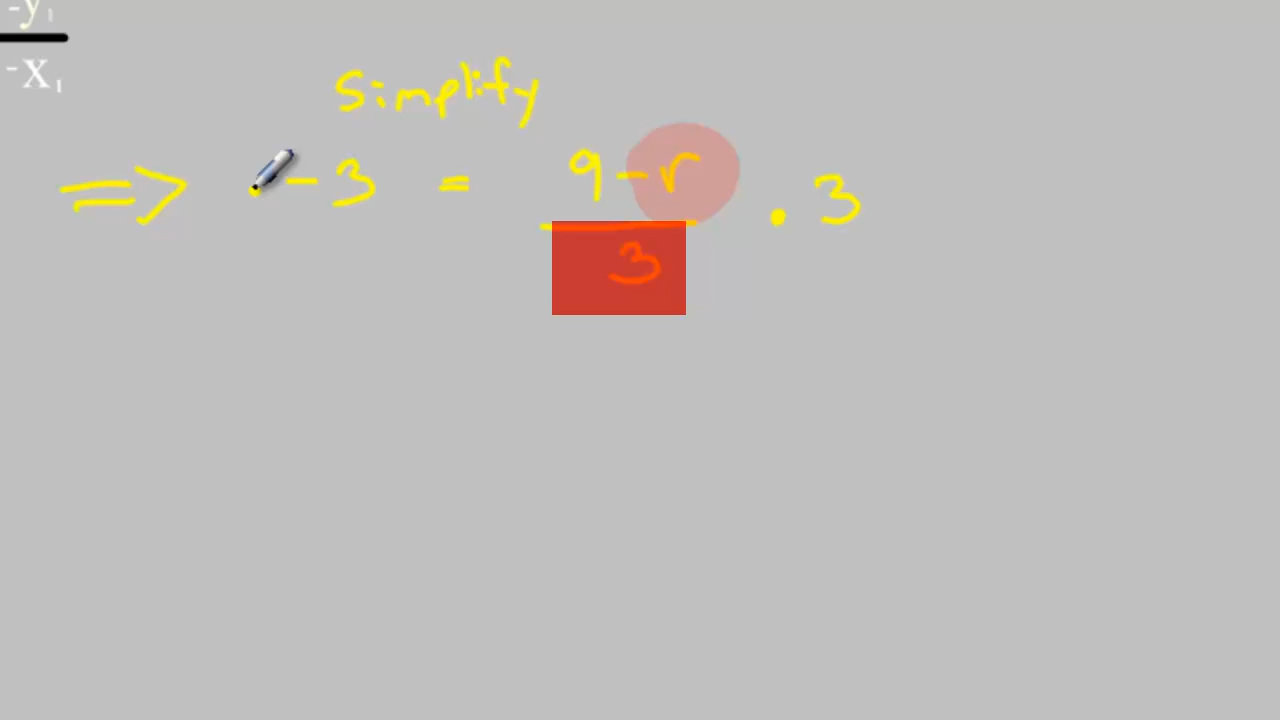 -y₁
-x₁
simplify
=> · -3 = 9-r · 3
3